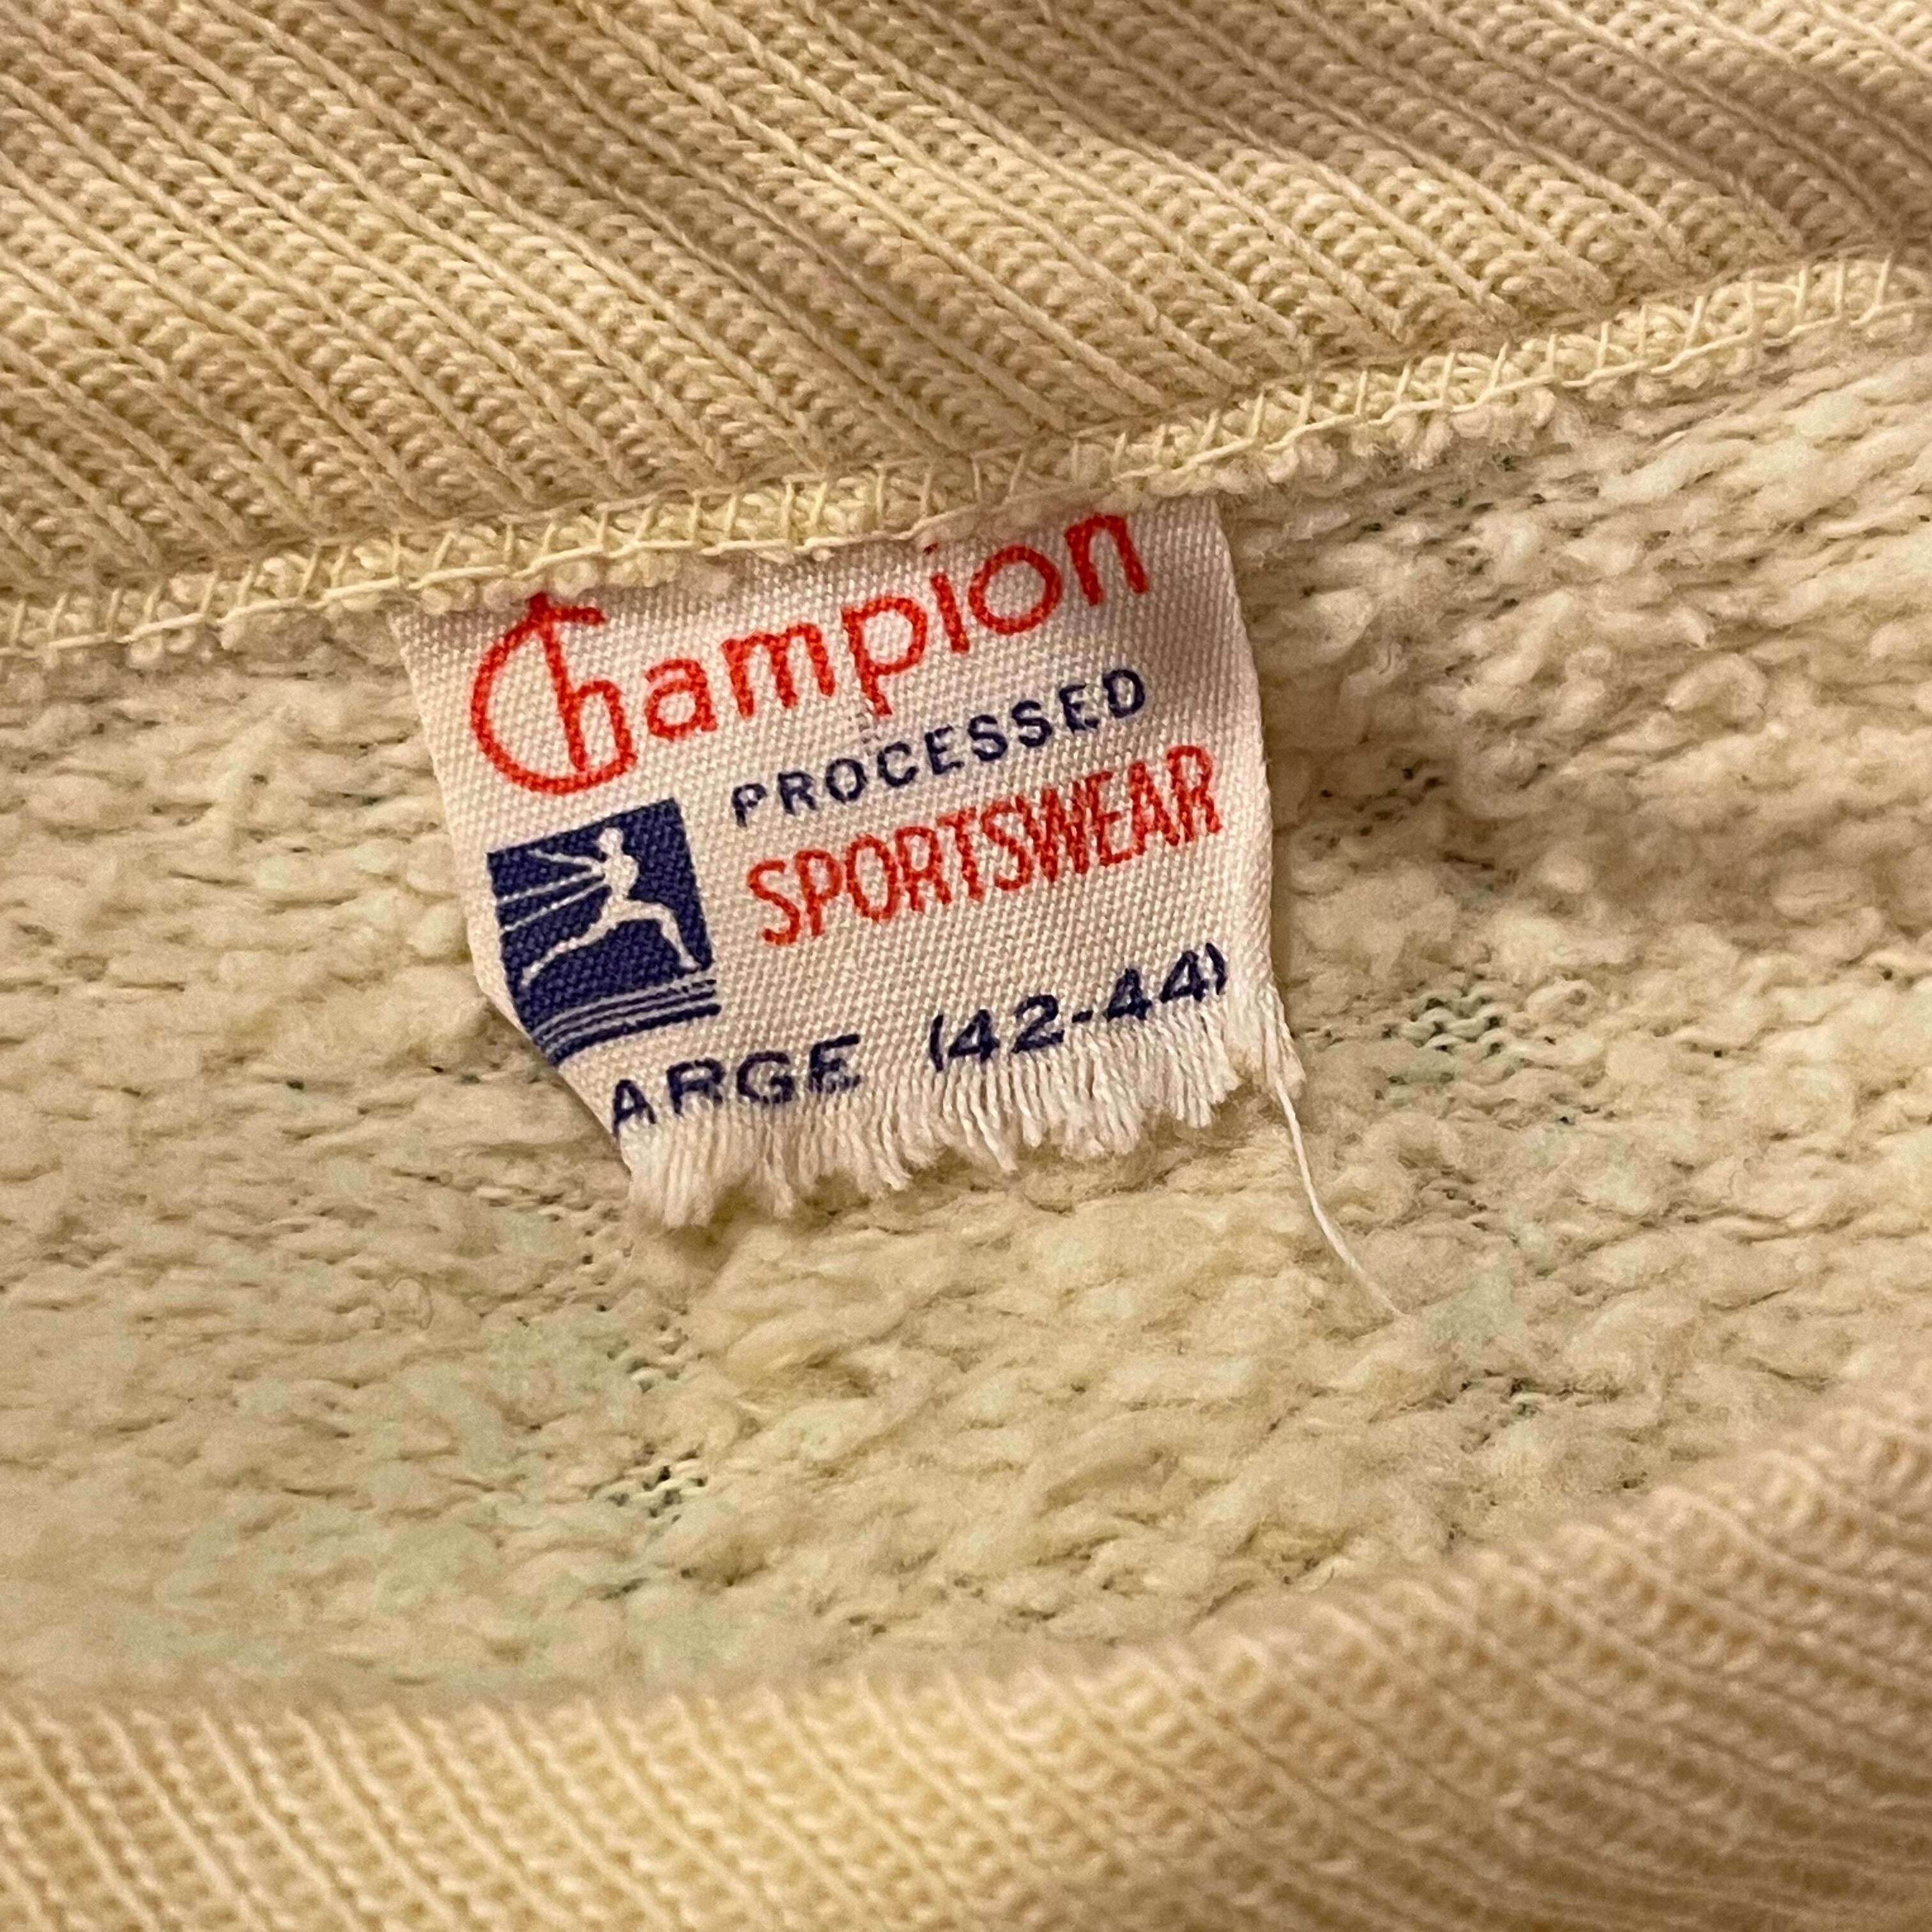 Champion
PROCESSED
SPORTSWEAR
ARGE (42-44)